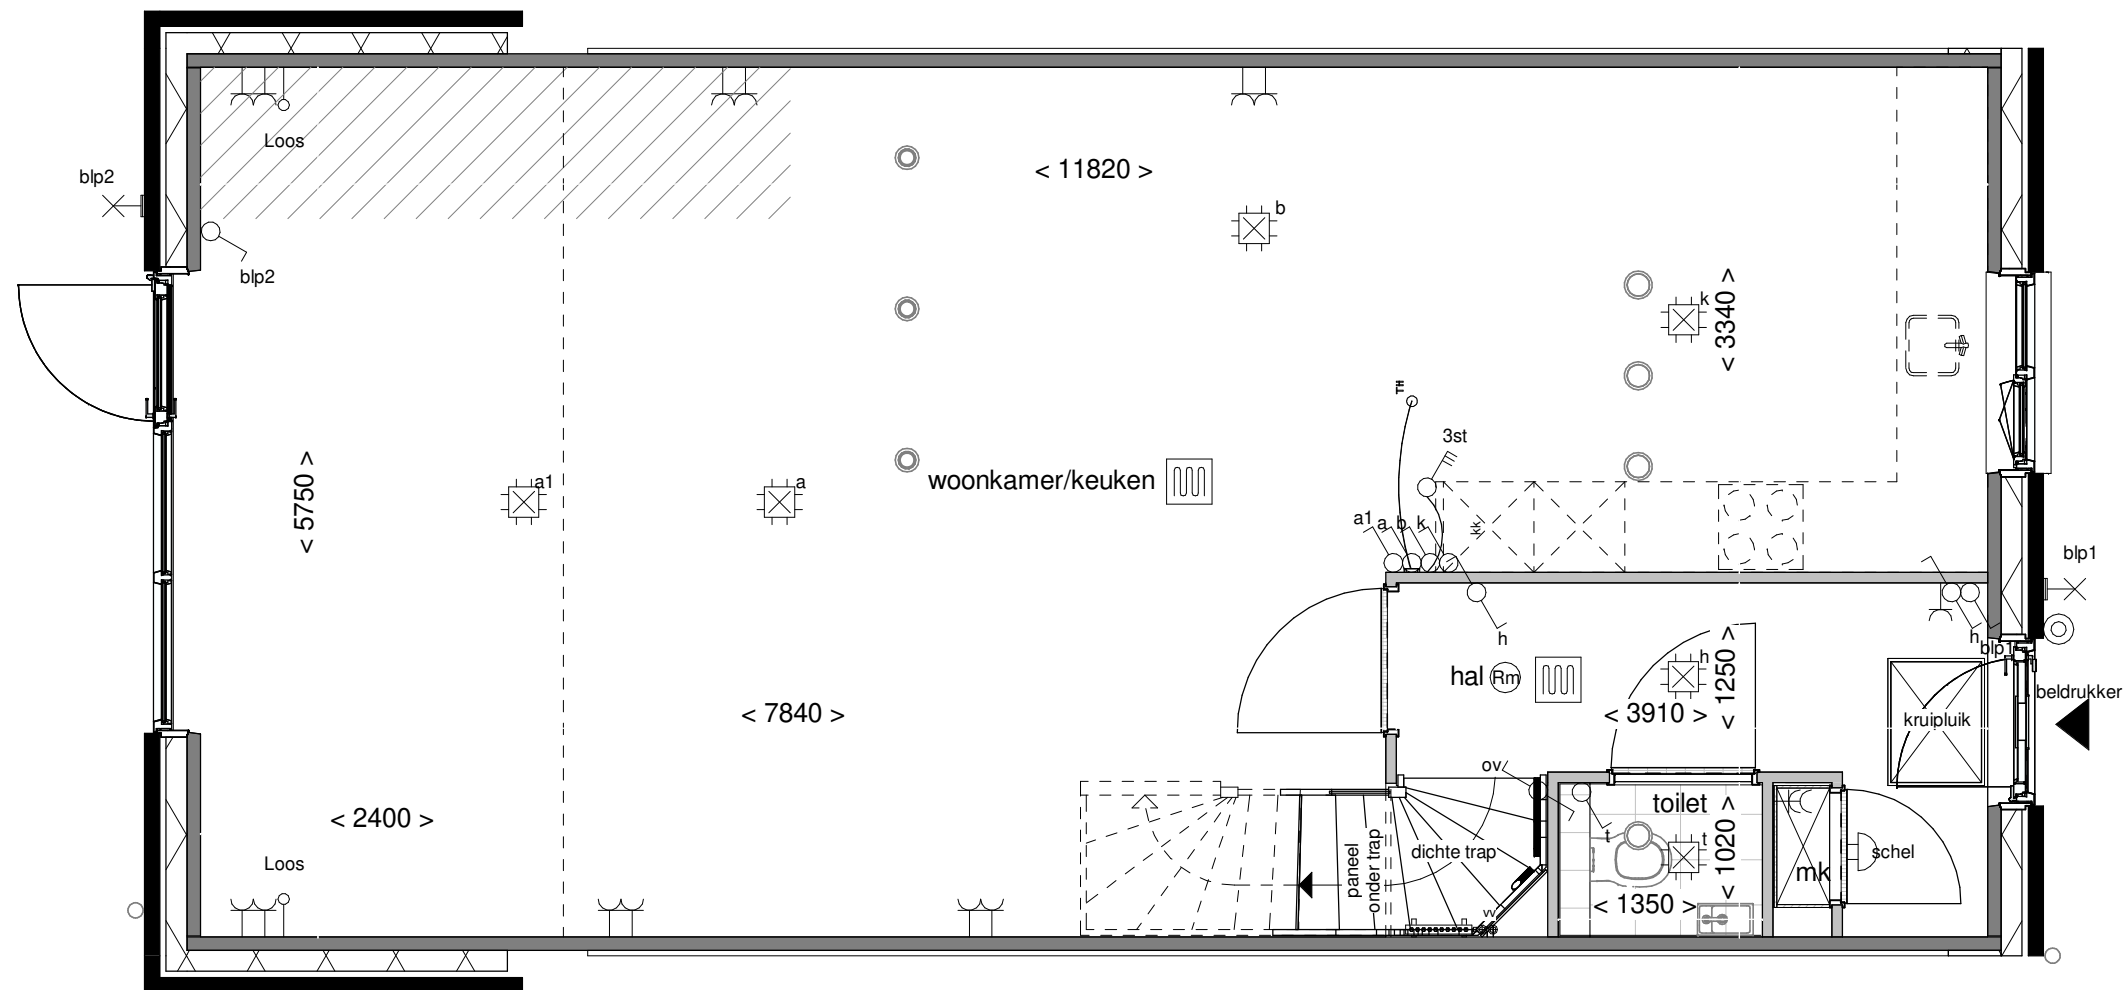 Loos
< 11820 >
blp2
b
blp2
k
< 3340 >
TH
3st
< 5750 >
a1
a
woonkamer/keuken
a1
a
b
k
kk
blp1
h
h
blp1
hal
Rm
h
< 1250 >
< 3910 >
beldrukker
kruipluik
< 7840 >
ov
toilet
< 2400 >
t
t
< 1020 >
paneel
onder trap
dichte trap
schel
Loos
mk
< 1350 >
vv